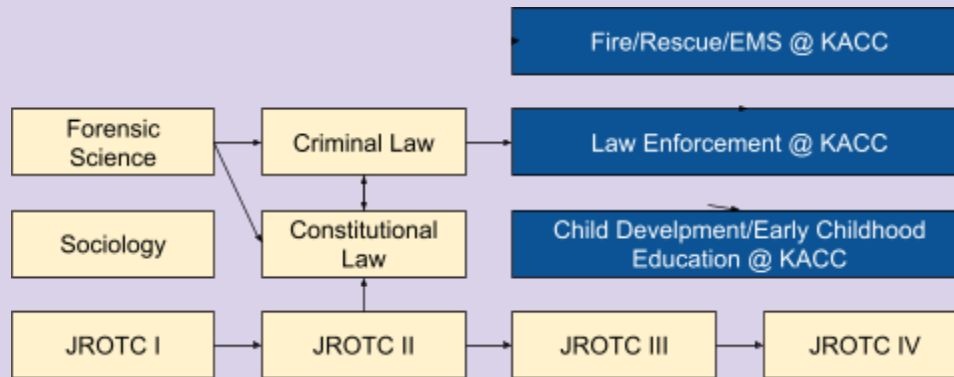 Fire/Rescue/EMS @ KACC
Forensic
Science
Criminal Law
Law Enforcement @ KACC
Sociology
Constitutional
Law
Child Develpment/Early Childhood
Education @ KACC
JROTC I
JROTC II
JROTC III
JROTC IV